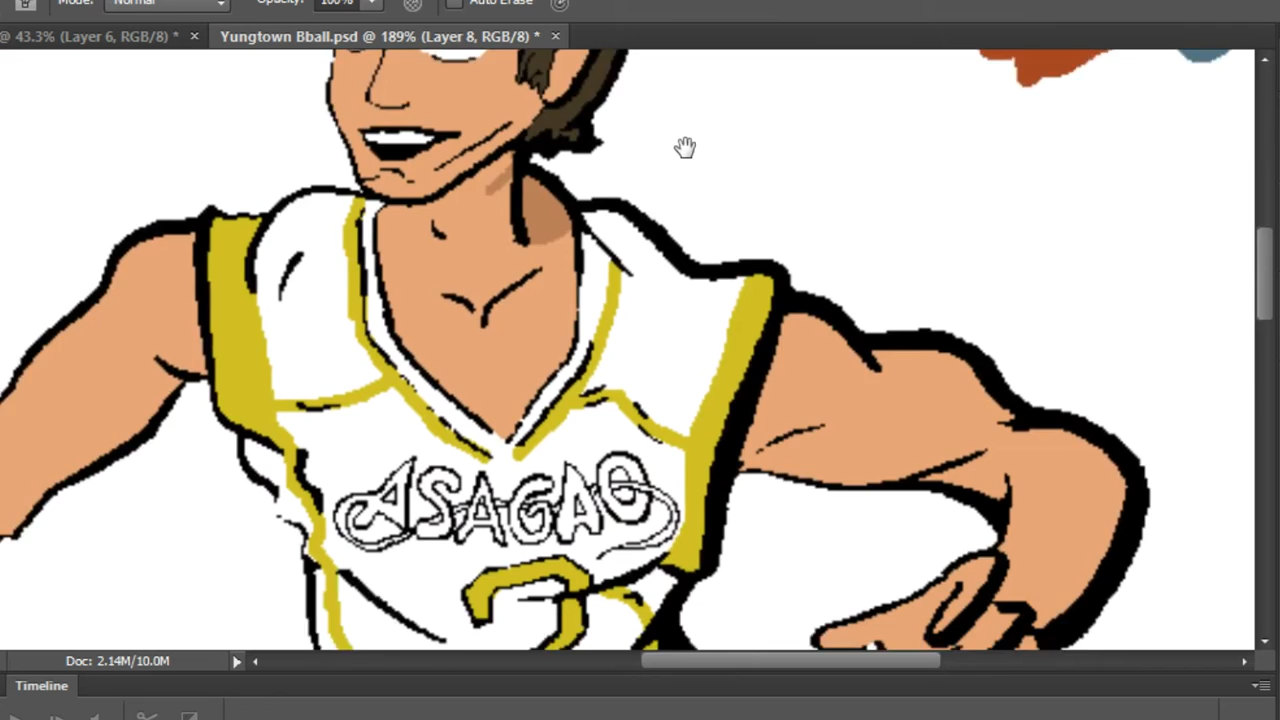 Mode: Normal Opacity: 100% Auto Erase
@ 43.3% (Layer 6, RGB/8) * × Yungtown Bball.psd @ 189% (Layer 8, RGB/8) * ×
ASAGAO
Doc: 2.14M/10.0M
Timeline